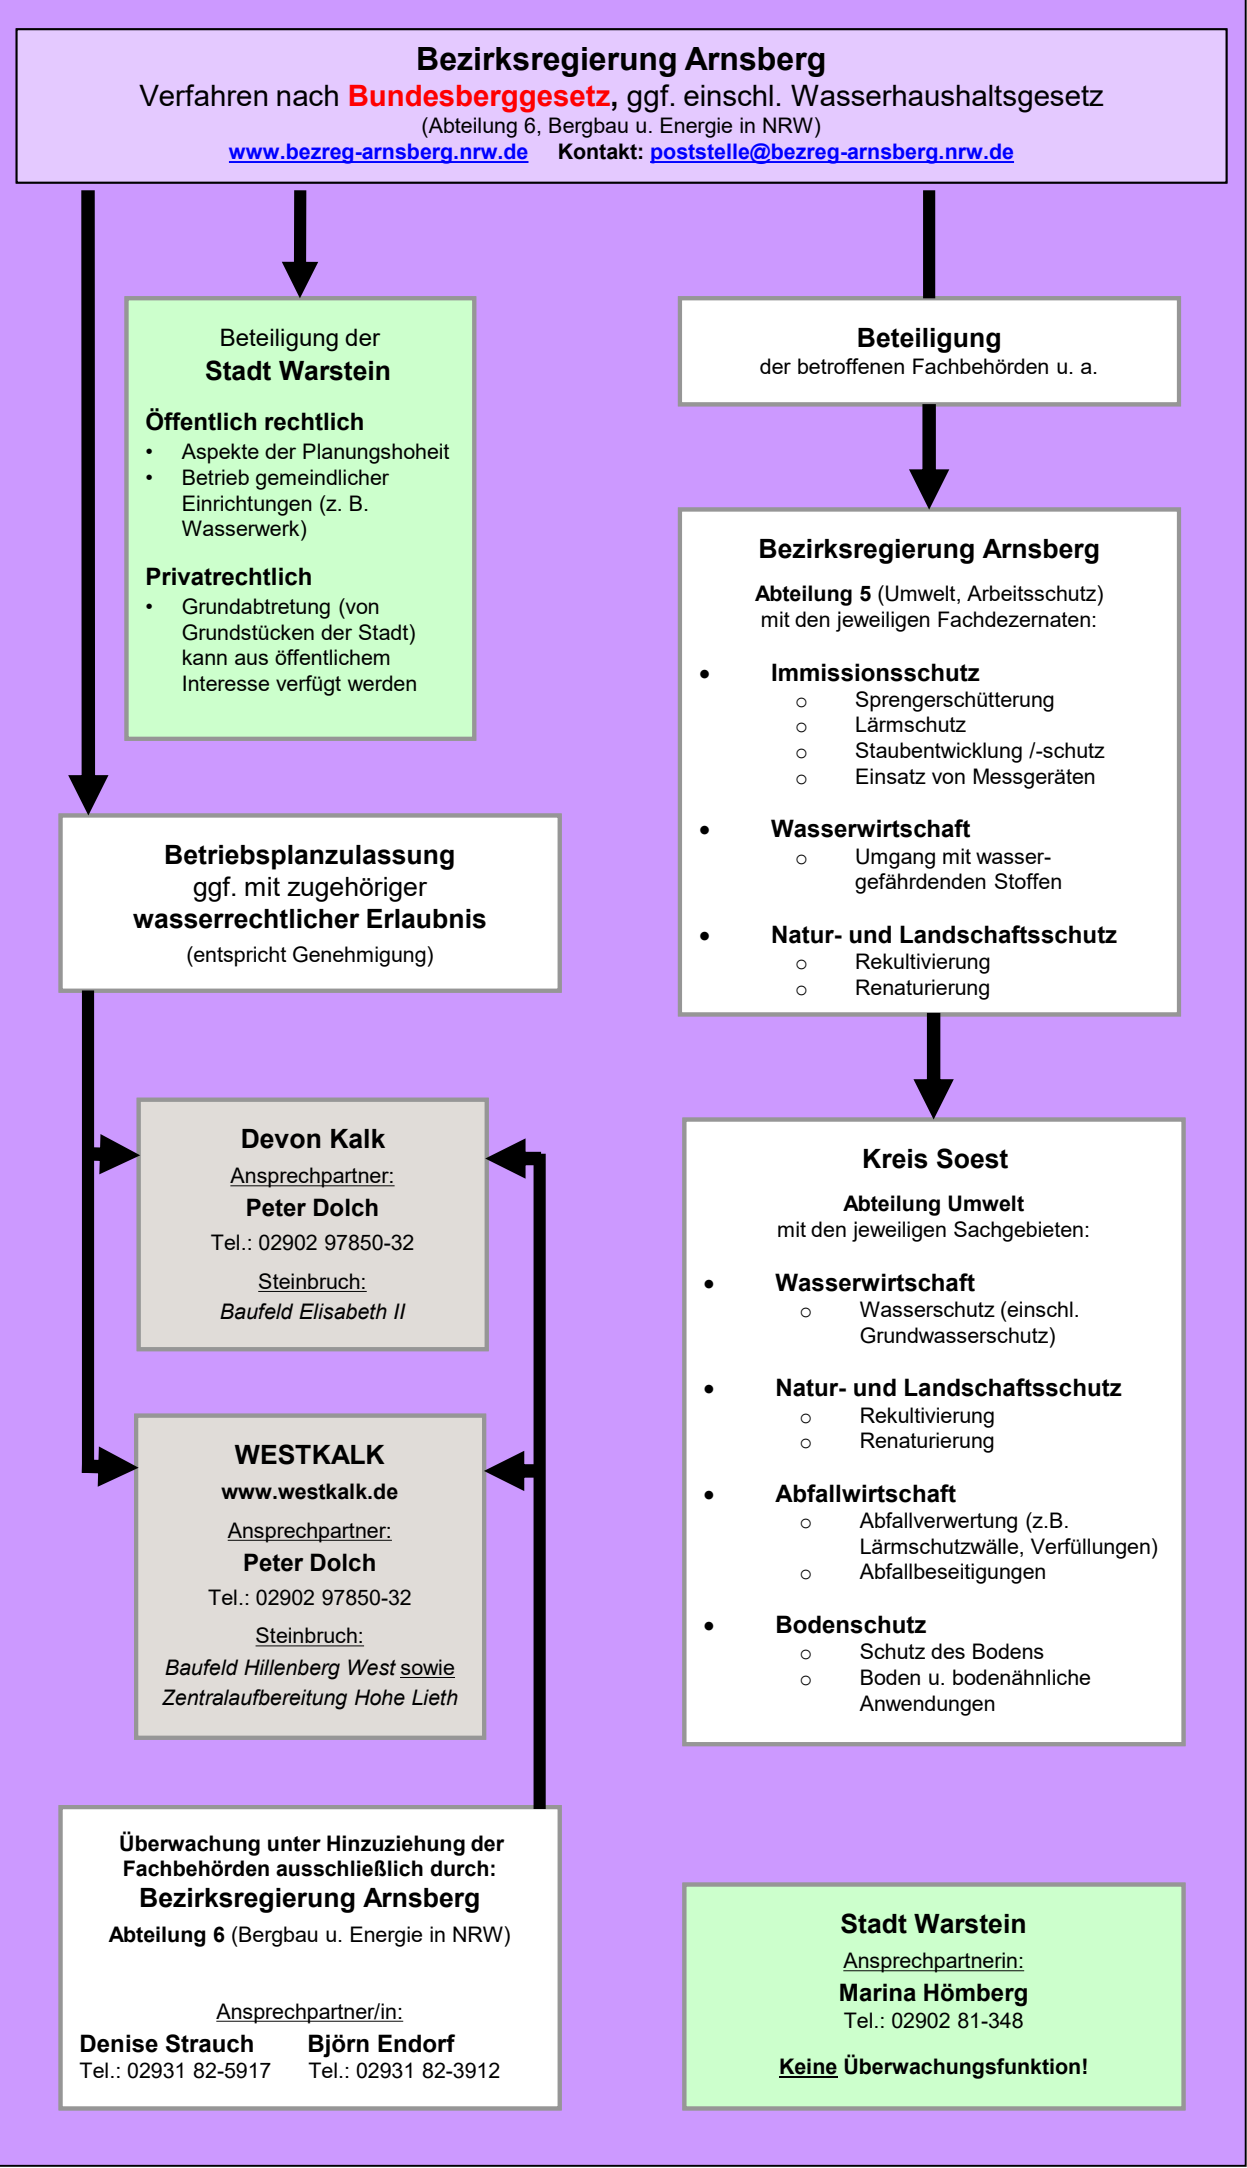 Bezirksregierung Arnsberg
Verfahren nach Bundesberggesetz, ggf. einschl. Wasserhaushaltsgesetz
(Abteilung 6, Bergbau u. Energie in NRW)
www.bezreg-arnsberg.nrw.de Kontakt: poststelle@bezreg-arnsberg.nrw.de
Beteiligung der
Stadt Warstein
Öffentlich rechtlich
• Aspekte der Planungshoheit
• Betrieb gemeindlicher
Einrichtungen (z. B.
Wasserwerk)
Privatrechtlich
• Grundabtretung (von
Grundstücken der Stadt)
kann aus öffentlichem
Interesse verfügt werden
Betriebsplanzulassung
ggf. mit zugehöriger
wasserrechtlicher Erlaubnis
(entspricht Genehmigung)
Devon Kalk
Ansprechpartner:
Peter Dolch
Tel.: 02902 97850-32
Steinbruch:
Baufeld Elisabeth II
WESTKALK
www.westkalk.de
Ansprechpartner:
Peter Dolch
Tel.: 02902 97850-32
Steinbruch:
Baufeld Hillenberg West sowie
Zentralaufbereitung Hohe Lieth
Überwachung unter Hinzuziehung der
Fachbehörden ausschließlich durch:
Bezirksregierung Arnsberg
Abteilung 6 (Bergbau u. Energie in NRW)
Ansprechpartner/in:
Denise Strauch Björn Endorf
Tel.: 02931 82-5917 Tel.: 02931 82-3912
Beteiligung
der betroffenen Fachbehörden u. a.
Bezirksregierung Arnsberg
Abteilung 5 (Umwelt, Arbeitsschutz)
mit den jeweiligen Fachdezernaten:
• Immissionsschutz
o Sprengerschütterung
o Lärmschutz
o Staubentwicklung /-schutz
o Einsatz von Messgeräten
• Wasserwirtschaft
o Umgang mit wasser-
gefährdenden Stoffen
• Natur- und Landschaftsschutz
o Rekultivierung
o Renaturierung
Kreis Soest
Abteilung Umwelt
mit den jeweiligen Sachgebieten:
• Wasserwirtschaft
o Wasserschutz (einschl.
Grundwasserschutz)
• Natur- und Landschaftsschutz
o Rekultivierung
o Renaturierung
• Abfallwirtschaft
o Abfallverwertung (z.B.
Lärmschutzwälle, Verfüllungen)
o Abfallbeseitigungen
• Bodenschutz
o Schutz des Bodens
o Boden u. bodenähnliche
Anwendungen
Stadt Warstein
Ansprechpartnerin:
Marina Hömberg
Tel.: 02902 81-348
Keine Überwachungsfunktion!